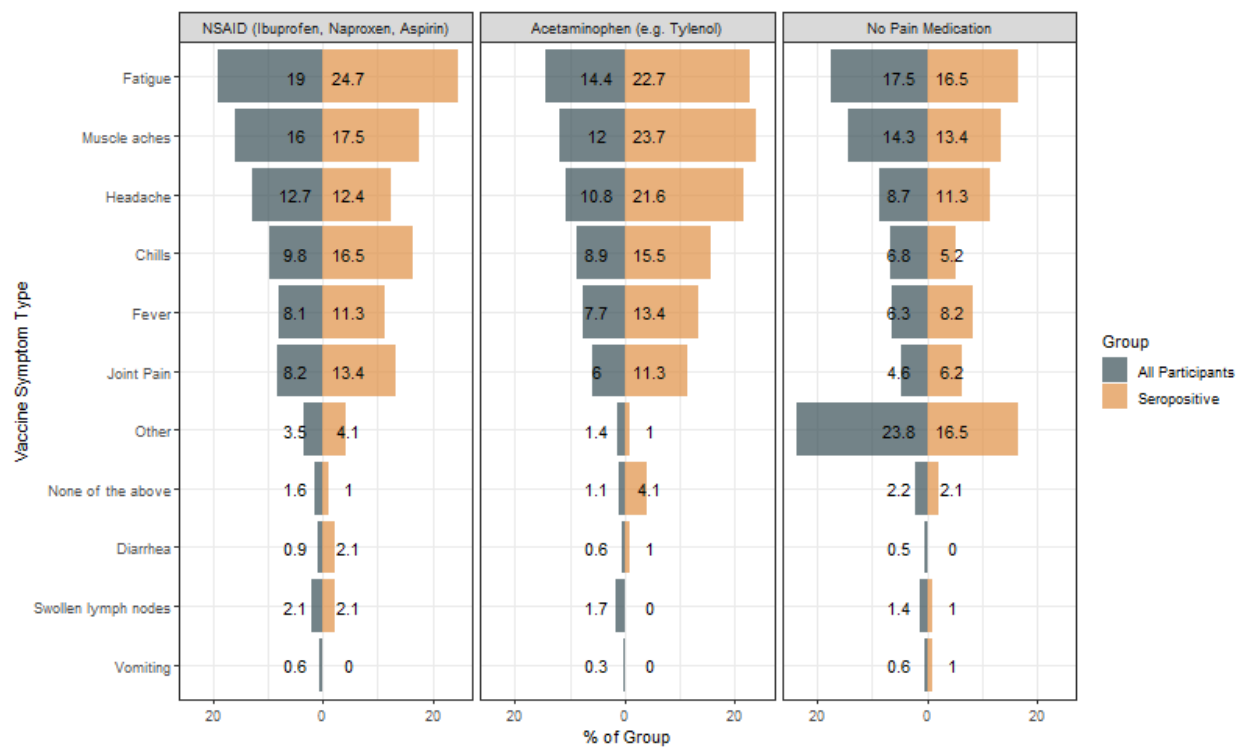 NSAID (Ibuprofen, Naproxen, Aspirin) Acetaminophen (e.g. Tylenol) No Pain Medication
Vaccine Symptom Type
Fatigue 19 24.7 14.4 22.7 17.5 16.5
Muscle aches 16 17.5 12 23.7 14.3 13.4
Headache 12.7 12.4 10.8 21.6 8.7 11.3
Chills 9.8 16.5 8.9 15.5 6.8 5.2
Fever 8.1 11.3 7.7 13.4 6.3 8.2
Joint Pain 8.2 13.4 6 11.3 4.6 6.2
Other 3.5 4.1 1.4 1 23.8 16.5
None of the above 1.6 1 1.1 4.1 2.2 2.1
Diarrhea 0.9 2.1 0.6 1 0.5 0
Swollen lymph nodes 2.1 2.1 1.7 0 1.4 1
Vomiting 0.6 0 0.3 0 0.6 1
20 0 20 20 0 20 20 0 20
% of Group
Group
All Participants
Seropositive